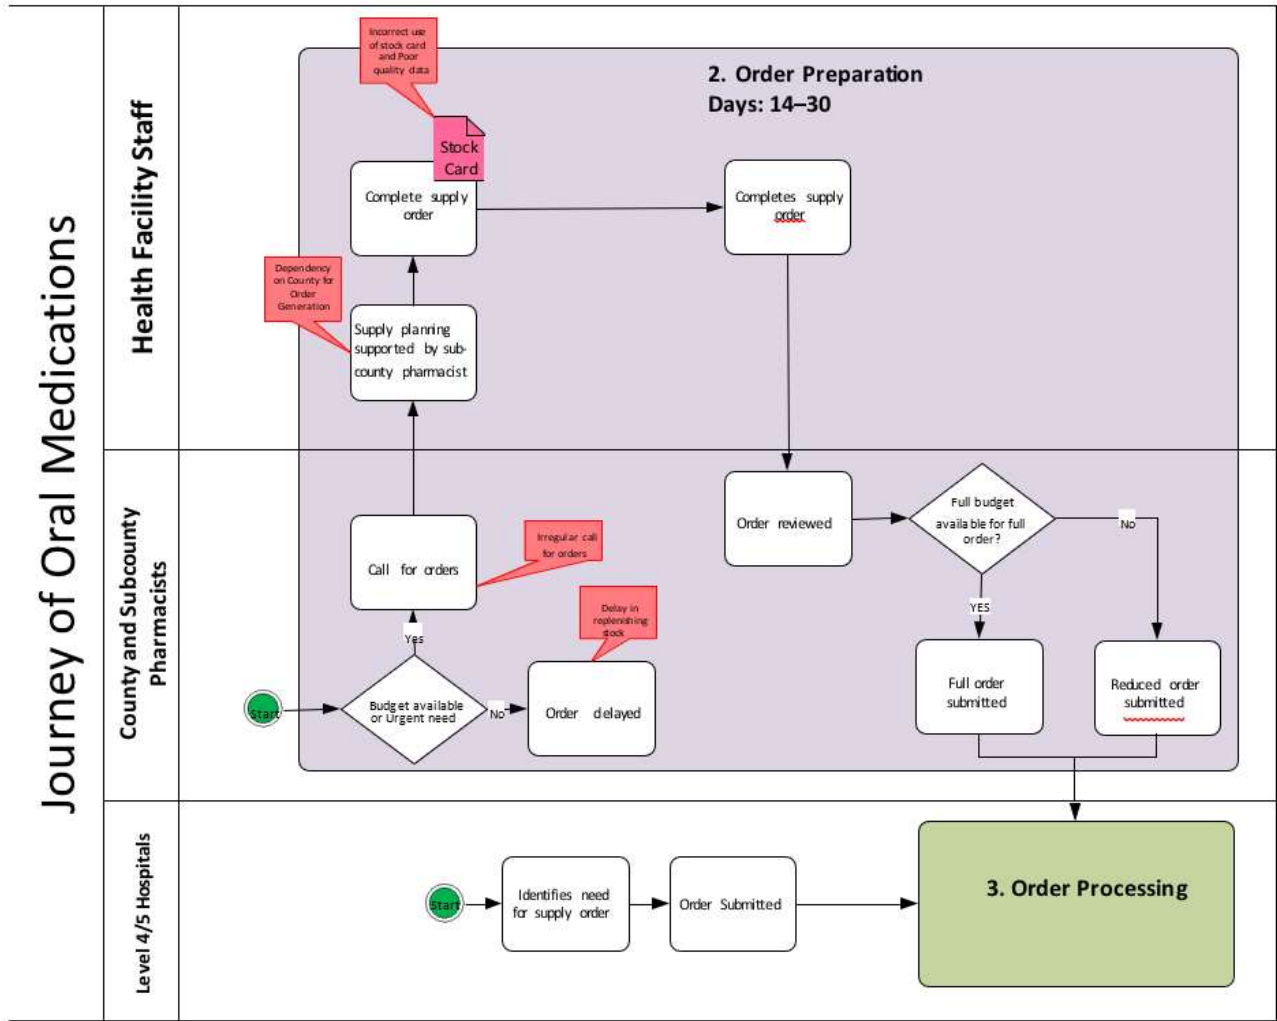 Journey of Oral Medications
Health Facility Staff
Incorrect use
of stock card
and Poor
quality data
2. Order Preparation
Days: 14–30
Stock
Card
Complete supply
order
Completes supply
order
Dependency
on County for
Order
Generation
Supply planning
supported by sub-
county pharmacist
County and Subcounty
Pharmacists
Call for orders
Irregular call
for orders
Order reviewed
Full budget
available for full
order?
No
YES
Yes
Delay in
replenishing
stock
Start
Budget available
or Urgent need
No
Order delayed
Full order
submitted
Reduced order
submitted
Level 4/5 Hospitals
Start
Identifies need
for supply order
Order Submitted
3. Order Processing